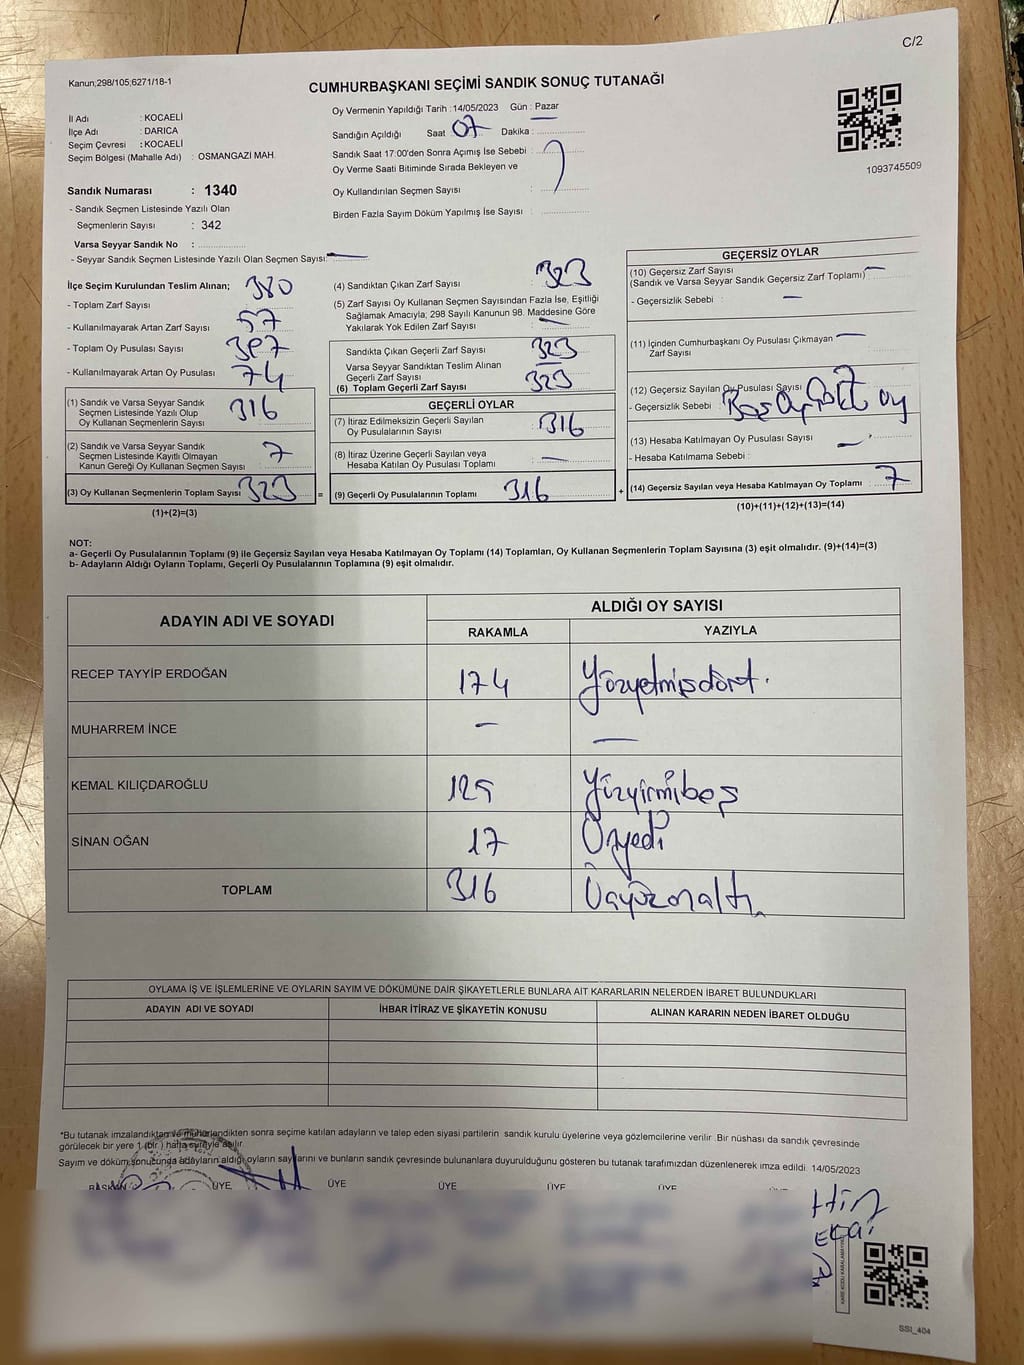 C/2
Kanun;298/105;6271/18-1
CUMHURBAŞKANI SEÇİMİ SANDIK SONUÇ TUTANAĞI
İl Adı : KOCAELİ
İlçe Adı : DARICA
Seçim Çevresi : KOCAELİ
Seçim Bölgesi (Mahalle Adı) : OSMANGAZİ MAH.
Sandık Numarası : 1340
- Sandık Seçmen Listesinde Yazılı Olan
Seçmenlerin Sayısı : 342
Varsa Seyyar Sandık No :
- Seyyar Sandık Seçmen Listesinde Yazılı Olan Seçmen Sayısı: —
Oy Vermenin Yapıldığı Tarih : 14/05/2023 Gün : Pazar
Sandığın Açıldığı Saat 07 Dakika :
Sandık Saat 17:00'den Sonra Açımış İse Sebebi :
Oy Verme Saati Bitiminde Sırada Bekleyen ve
Oy Kullandırılan Seçmen Sayısı :
Birden Fazla Sayım Döküm Yapılmış İse Sayısı :
1093745509
İlçe Seçim Kurulundan Teslim Alınan; 380
- Toplam Zarf Sayısı
- Kullanılmayarak Artan Zarf Sayısı : 57
- Toplam Oy Pusulası Sayısı : 397
- Kullanılmayarak Artan Oy Pusulası : 74
(1) Sandık ve Varsa Seyyar Sandık
Seçmen Listesinde Yazılı Olup 316
Oy Kullanan Seçmenlerin Sayısı
(2) Sandık ve Varsa Seyyar Sandık
Seçmen Listesinde Kayıtlı Olmayan 7
Kanun Gereği Oy Kullanan Seçmen Sayısı
(3) Oy Kullanan Seçmenlerin Toplam Sayısı 323 =
(1)+(2)=(3)
(4) Sandıktan Çıkan Zarf Sayısı : 323
(5) Zarf Sayısı Oy Kullanan Seçmen Sayısından Fazla İse, Eşitliği
Sağlamak Amacıyla; 298 Sayılı Kanunun 98. Maddesine Göre
Yakılarak Yok Edilen Zarf Sayısı : —
Sandıkta Çıkan Geçerli Zarf Sayısı : 323
Varsa Seyyar Sandıktan Teslim Alınan
Geçerli Zarf Sayısı
(6) Toplam Geçerli Zarf Sayısı : 323
GEÇERLİ OYLAR
(7) İtiraz Edilmeksizin Geçerli Sayılan
Oy Pusulalarının Sayısı : 316
(8) İtiraz Üzerine Geçerli Sayılan veya
Hesaba Katılan Oy Pusulası Toplamı : —
(9) Geçerli Oy Pusulalarının Toplamı 316 +
GEÇERSİZ OYLAR
(10) Geçersiz Zarf Sayısı —
(Sandık ve Varsa Seyyar Sandık Geçersiz Zarf Toplamı) :
- Geçersizlik Sebebi : —
(11) İçinden Cumhurbaşkanı Oy Pusulası Çıkmayan —
Zarf Sayısı
(12) Geçersiz Sayılan Oy Pusulası Sayısı : 7
- Geçersizlik Sebebi oy
(13) Hesaba Katılmayan Oy Pusulası Sayısı : —
- Hesaba Katılmama Sebebi :
(14) Geçersiz Sayılan veya Hesaba Katılmayan Oy Toplamı : 7
(10)+(11)+(12)+(13)=(14)
NOT:
a- Geçerli Oy Pusulalarının Toplamı (9) ile Geçersiz Sayılan veya Hesaba Katılmayan Oy Toplamı (14) Toplamları, Oy Kullanan Seçmenlerin Toplam Sayısına (3) eşit olmalıdır. (9)+(14)=(3)
b- Adayların Aldığı Oyların Toplamı, Geçerli Oy Pusulalarının Toplamına (9) eşit olmalıdır.
ADAYIN ADI VE SOYADI ALDIĞI OY SAYISI
RAKAMLA YAZIYLA
RECEP TAYYİP ERDOĞAN 174 Yüzyetmişdört.
MUHARREM İNCE — —
KEMAL KILIÇDAROĞLU 125 Yüzyirmibeş
SİNAN OĞAN 17 Onyedi
TOPLAM 316 Üçyüzonaltı
OYLAMA İŞ VE İŞLEMLERİNE VE OYLARIN SAYIM VE DÖKÜMÜNE DAİR ŞİKAYETLERLE BUNLARA AİT KARARLARIN NELERDEN İBARET BULUNDUKLARI
ADAYIN ADI VE SOYADI İHBAR İTİRAZ VE ŞİKAYETİN KONUSU ALINAN KARARIN NEDEN İBARET OLDUĞU
*Bu tutanak imzalandıktan ve mühürlendikten sonra seçime katılan adayların ve talep eden siyasi partilerin sandık kurulu üyelerine veya gözlemcilerine verilir .Bir nüshası da sandık çevresinde
görülecek bir yere 1 (bir ) hafta süreyle asılır.
Sayım ve döküm sonucunda adayların aldığı oyların sayılarını ve bunların sandık çevresinde bulunanlara duyurulduğunu gösteren bu tutanak tarafımızdan düzenlenerek imza edildi. 14/05/2023
BAŞKAN ÜYE ÜYE ÜYE ÜYE ÜYE
SSI_404